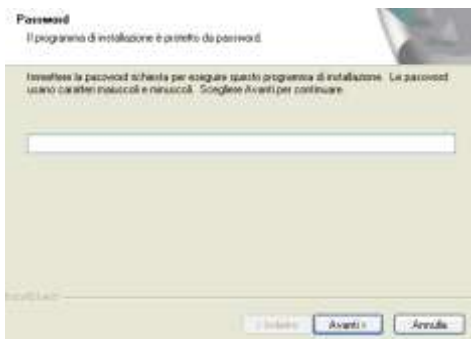 Password
Il programma di installazione è protetto da password.
Immettere la password richiesta per eseguire questo programma di installazione. Le password
usano caratteri maiuscoli e minuscoli. Scegliere Avanti per continuare.
InstallShield
< Indietro Avanti > Annulla